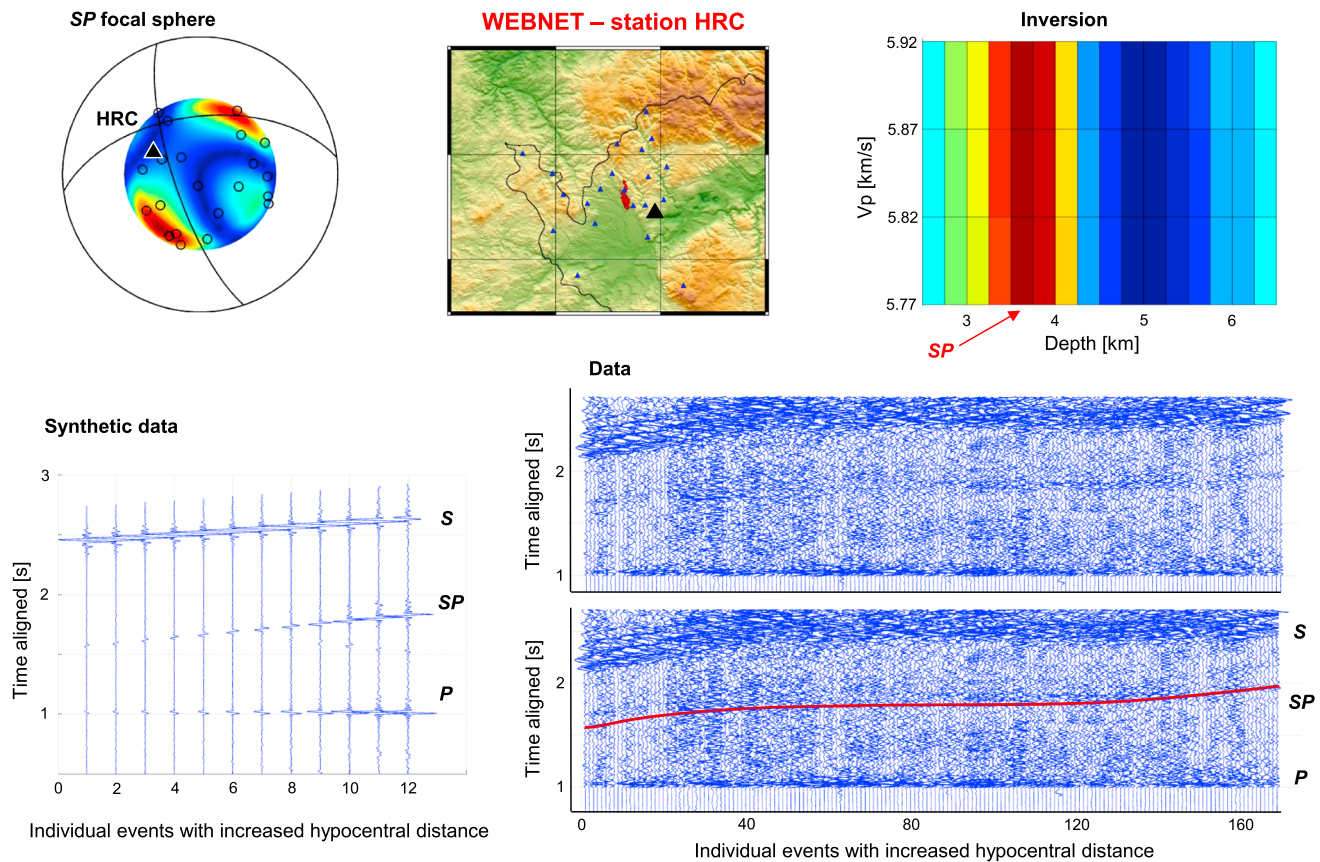 SP focal sphere
HRC
WEBNET – station HRC
Inversion
5.92
5.87
5.82
5.77
Vp [km/s]
3 4 5 6
Depth [km]
SP
Synthetic data
3
2
1
Time aligned [s]
S
SP
P
0 2 4 6 8 10 12
Individual events with increased hypocentral distance
Data
2
1
Time aligned [s]
2
1
Time aligned [s]
S
SP
P
0 40 80 120 160
Individual events with increased hypocentral distance